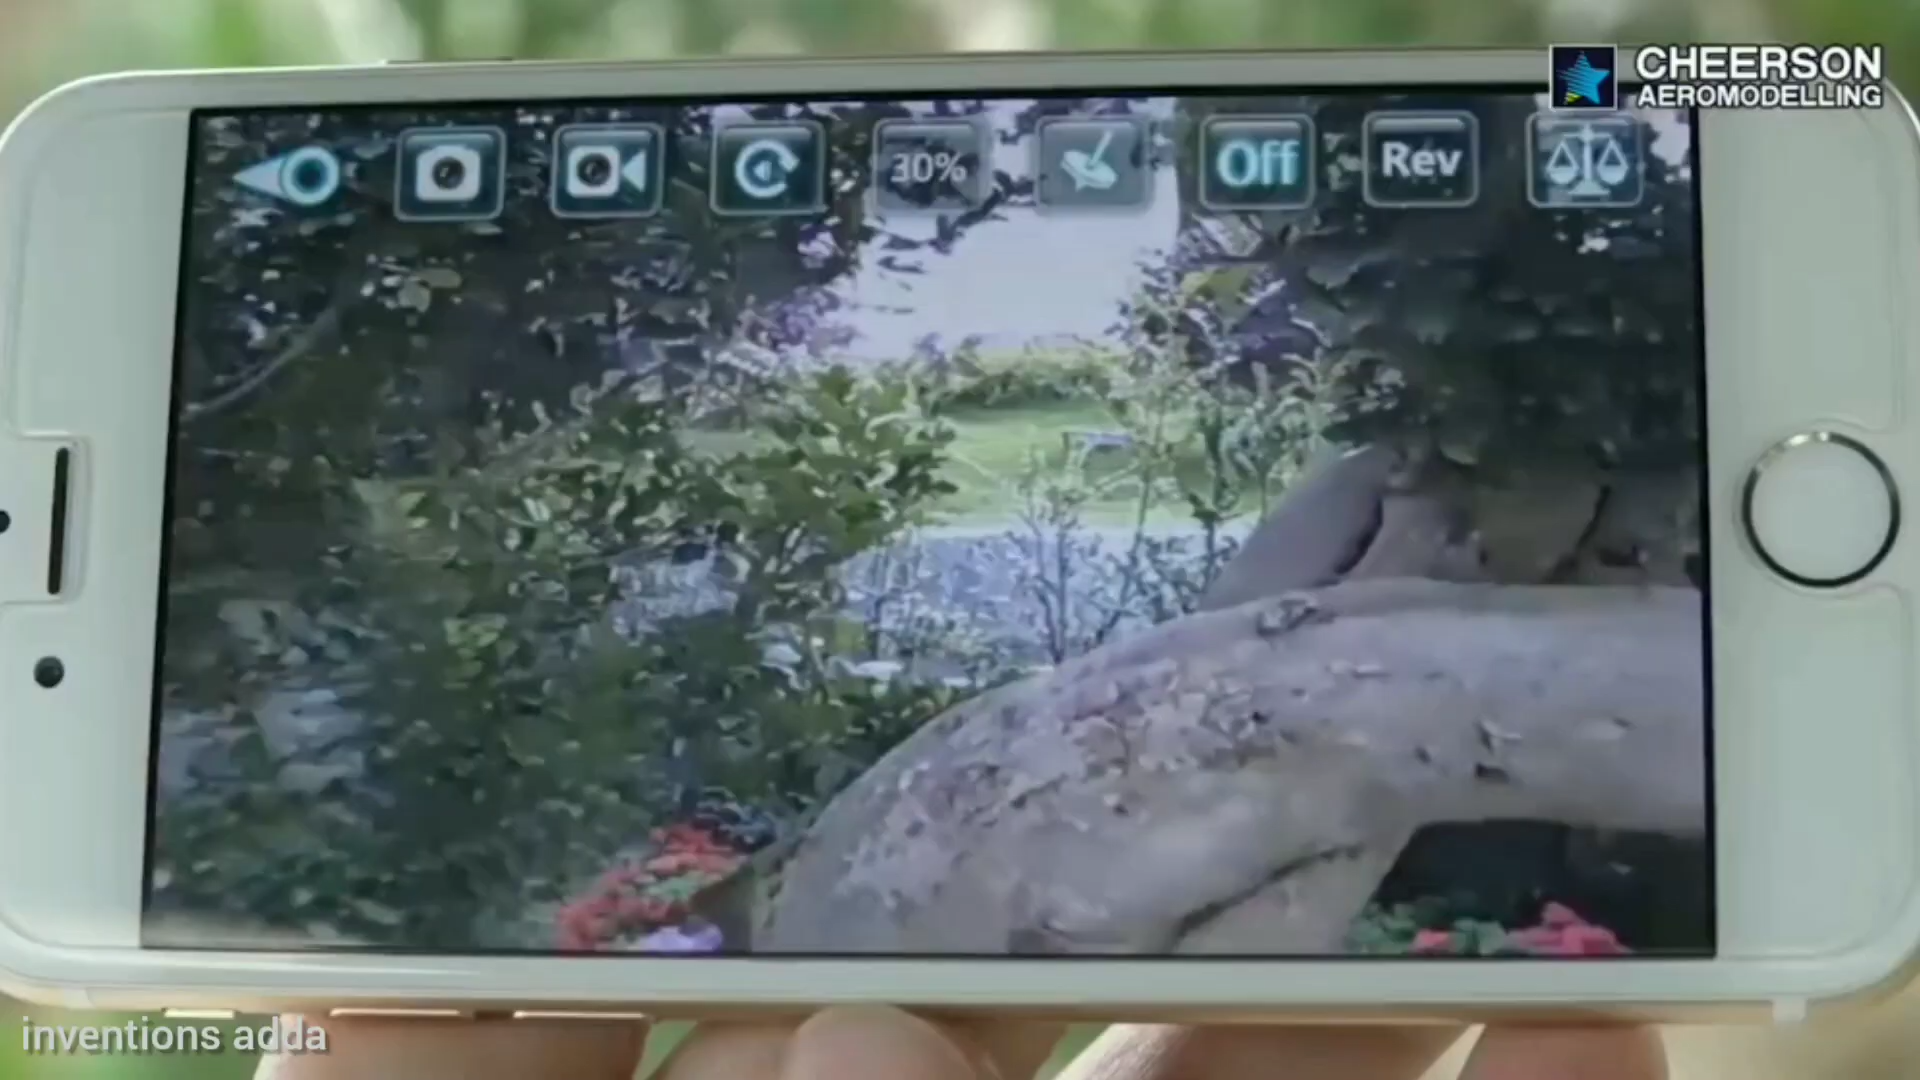 CHEERSON
AEROMODELLING
30%
Off
Rev
inventions adda